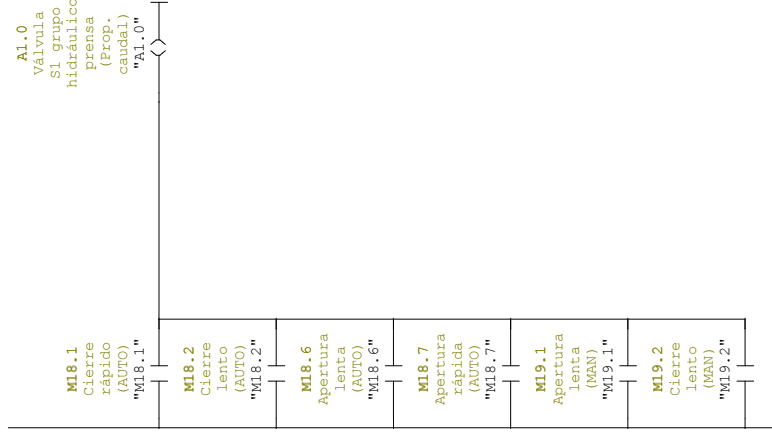 A1.0
Válvula
S1 grupo
hidráulico
prensa
(Prop.
caudal)
"A1.0"
M18.1
Cierre
rápido
(AUTO)
"M18.1"
M18.2
Cierre
lento
(AUTO)
"M18.2"
M18.6
Apertura
lenta
(AUTO)
"M18.6"
M18.7
Apertura
rápida
(AUTO)
"M18.7"
M19.1
Apertura
lenta
(MAN)
"M19.1"
M19.2
Cierre
lento
(MAN)
"M19.2"